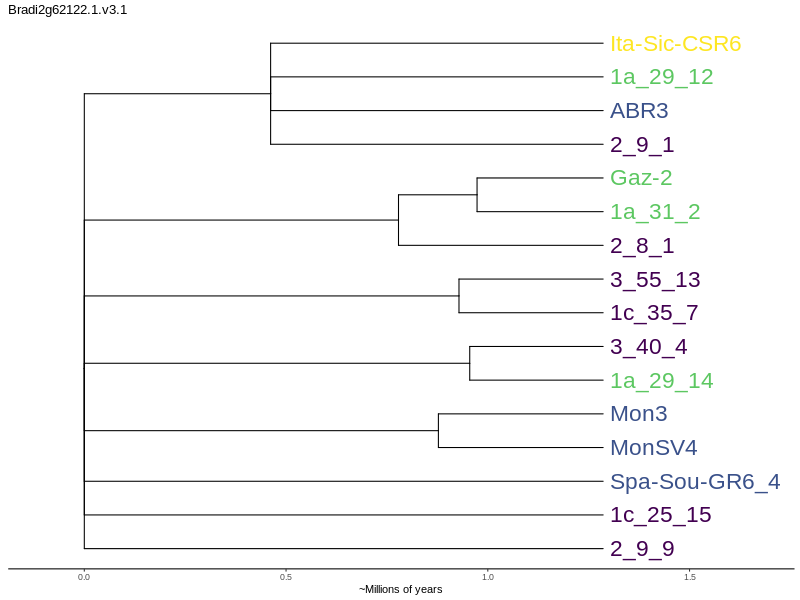 Bradi2g62122.1.v3.1
Ita-Sic-CSR6
1a_29_12
ABR3
2_9_1
Gaz-2
1a_31_2
2_8_1
3_55_13
1c_35_7
3_40_4
1a_29_14
Mon3
MonSV4
Spa-Sou-GR6_4
1c_25_15
2_9_9
0.0 0.5 1.0 1.5
~Millions of years